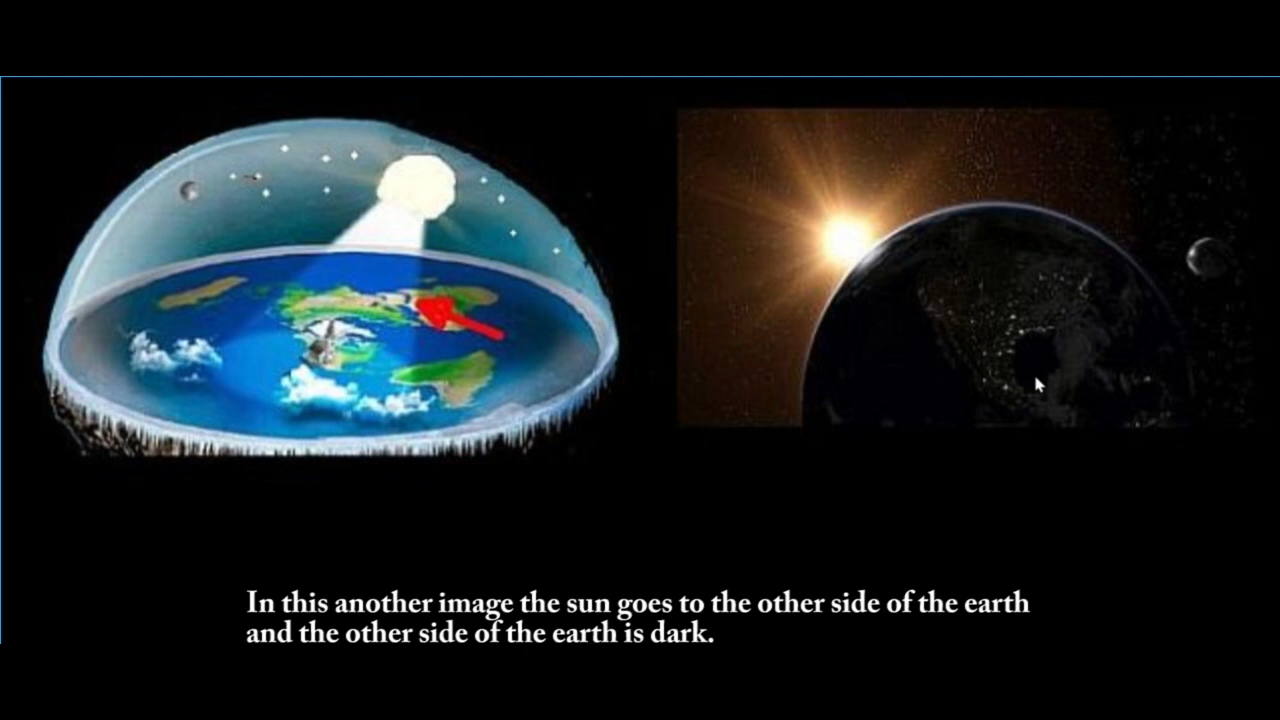 In this another image the sun goes to the other side of the earth
and the other side of the earth is dark.